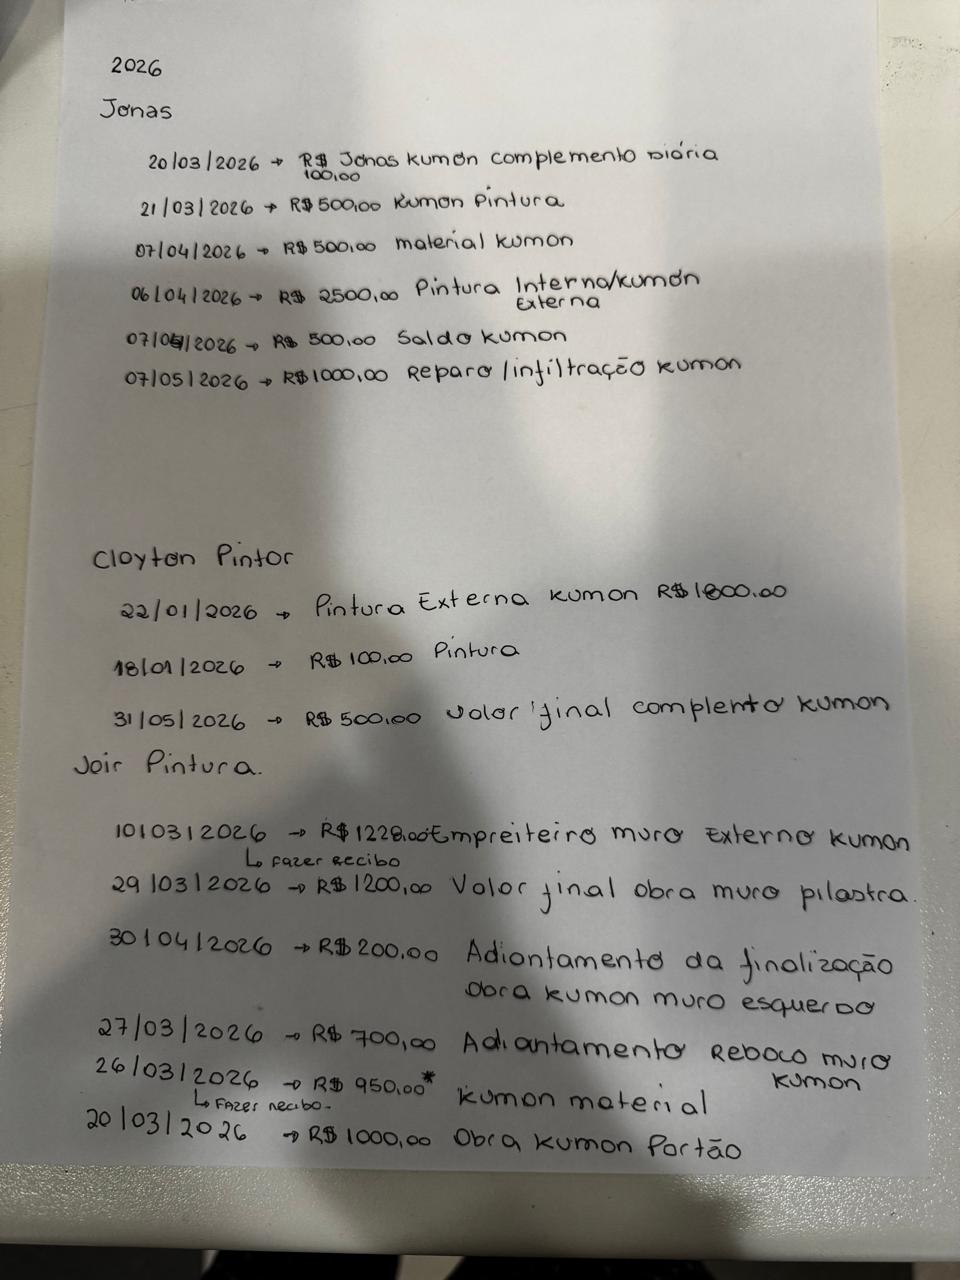 2026
Jonas
20/03/2026 → R$ Jonas Kumon complemento diária
100,00
21/03/2026 → R$500,00 Kumon Pintura
07/04/2026 → R$500,00 material Kumon
06/04/2026 → R$ 2500,00 Pintura Interna/Kumon
Externa
07/04/2026 → R$ 500,00 Saldo Kumon
07/05/2026 → R$1000,00 Reparo/infiltração Kumon
Cloyton Pintor
22/01/2026 → Pintura Externa Kumon R$1800.00
18/01/2026 → R$100,00 Pintura
31/05/2026 → R$500,00 Valor final complento Kumon
Joir Pintura.
10/03/2026 → R$1228,00 Empreiteiro muro Externo Kumon
↳ Fazer recibo
29/03/2026 → R$1200,00 Valor final obra muro pilastra.
30/04/2026 → R$200,00 Adiantamento da finalização
Obra Kumon muro esquerdo
27/03/2026 → R$ 700,00 Adiantamento Reboco muro
Kumon
26/03/2026 → R$ 950,00* Kumon material
↳ Fazer recibo.
20/03/2026 → R$1000,00 Obra Kumon Portão